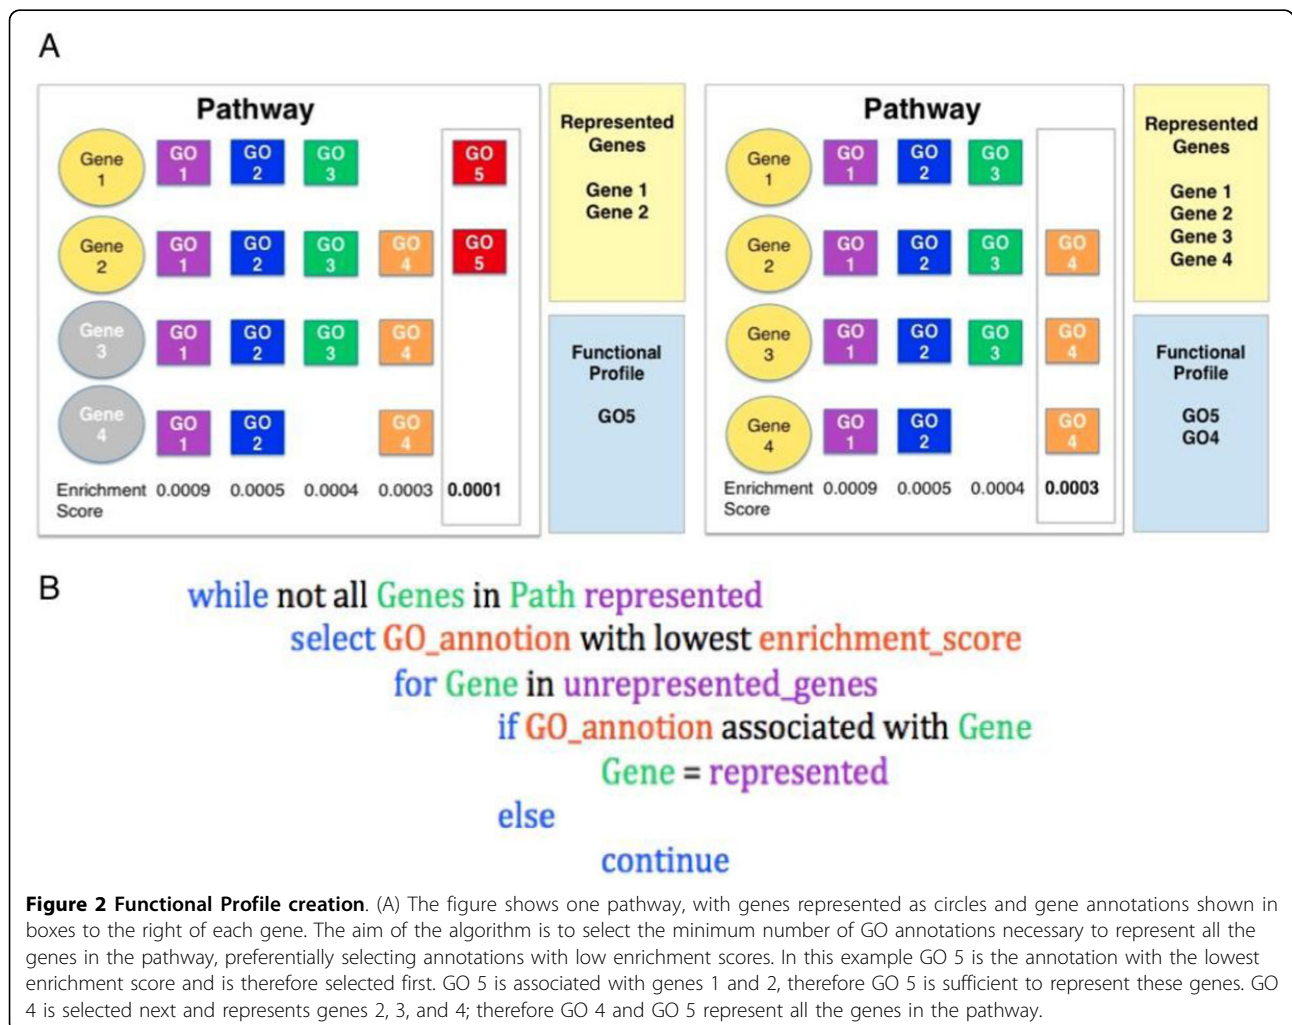 A
Pathway
Gene 1 GO 1 GO 2 GO 3 GO 5
Gene 2 GO 1 GO 2 GO 3 GO 4 GO 5
Gene 3 GO 1 GO 2 GO 3 GO 4
Gene 4 GO 1 GO 2 GO 4
Enrichment Score 0.0009 0.0005 0.0004 0.0003 0.0001
Represented
Genes
Gene 1
Gene 2
Functional
Profile
GO5
Pathway
Gene 1 GO 1 GO 2 GO 3
Gene 2 GO 1 GO 2 GO 3 GO 4
Gene 3 GO 1 GO 2 GO 3 GO 4
Gene 4 GO 1 GO 2 GO 4
Enrichment Score 0.0009 0.0005 0.0004 0.0003
Represented
Genes
Gene 1
Gene 2
Gene 3
Gene 4
Functional
Profile
GO5
GO4
B
while not all Genes in Path represented
select GO_annotion with lowest enrichment_score
for Gene in unrepresented_genes
if GO_annotion associated with Gene
Gene = represented
else
continue
Figure 2 Functional Profile creation. (A) The figure shows one pathway, with genes represented as circles and gene annotations shown in
boxes to the right of each gene. The aim of the algorithm is to select the minimum number of GO annotations necessary to represent all the
genes in the pathway, preferentially selecting annotations with low enrichment scores. In this example GO 5 is the annotation with the lowest
enrichment score and is therefore selected first. GO 5 is associated with genes 1 and 2, therefore GO 5 is sufficient to represent these genes. GO
4 is selected next and represents genes 2, 3, and 4; therefore GO 4 and GO 5 represent all the genes in the pathway.